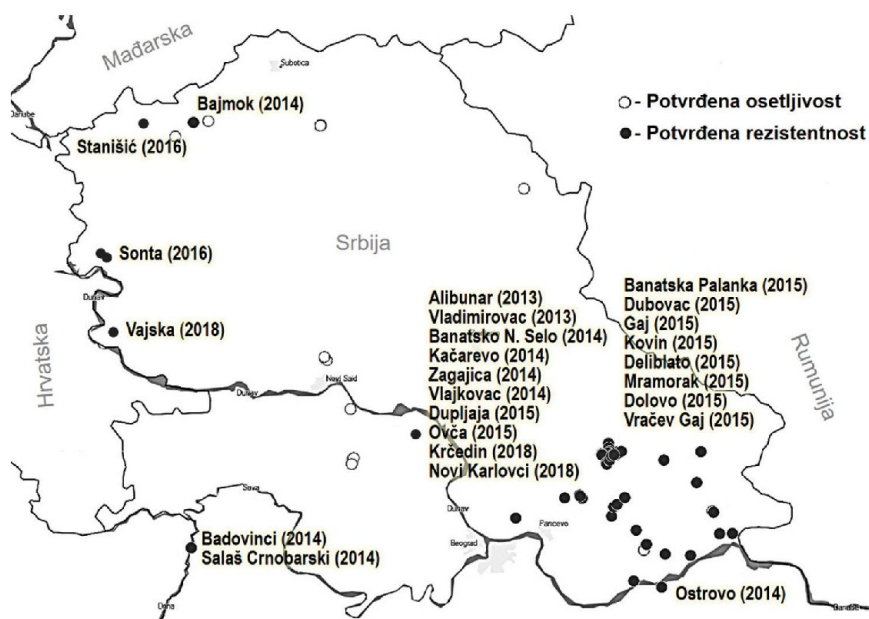 Mađarska
Subotica
Bajmok (2014)
Stanišić (2016)
- Potvrđena osetljivost
- Potvrđena rezistentnost
Srbija
Sonta (2016)
Vajska (2018)
Hrvatska
Rumunija
Alibunar (2013)
Vladimirovac (2013)
Banatsko N. Selo (2014)
Kačarevo (2014)
Zagajica (2014)
Vlajkovac (2014)
Dupljaja (2015)
Ovča (2015)
Krčedin (2018)
Novi Karlovci (2018)
Banatska Palanka (2015)
Dubovac (2015)
Gaj (2015)
Kovin (2015)
Deliblato (2015)
Mramorak (2015)
Dolovo (2015)
Vračev Gaj (2015)
Novi Sad
Dunav
Sava
Dunav
Pancevo
Beograd
Badovinci (2014)
Salaš Crnobarski (2014)
Ostrovo (2014)